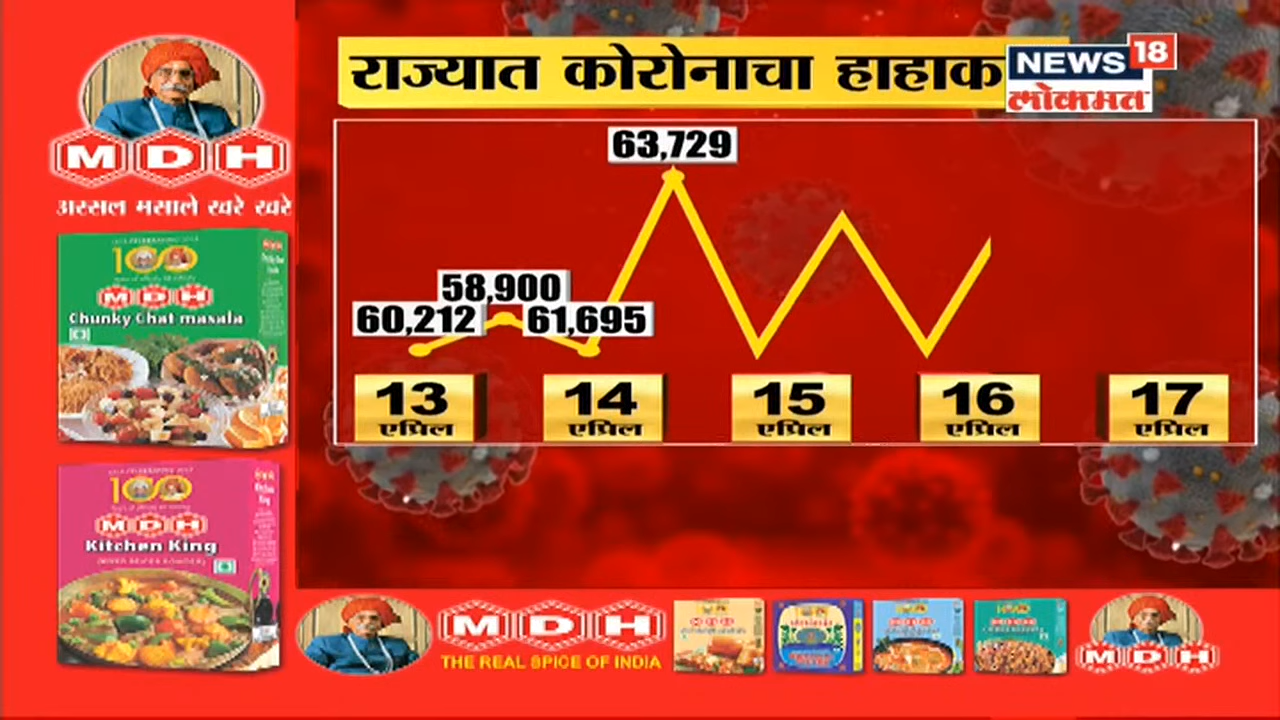 राज्यात कोरोनाचा हाहाक
NEWS 18
लोकमत
MDH
अस्सल मसाले खरे खरे
100
MDH
Chunky Chat masala
100
MDH
Kitchen King
63,729
58,900
60,212
61,695
13 एप्रिल
14 एप्रिल
15 एप्रिल
16 एप्रिल
17 एप्रिल
MDH
THE REAL SPICE OF INDIA
MDH